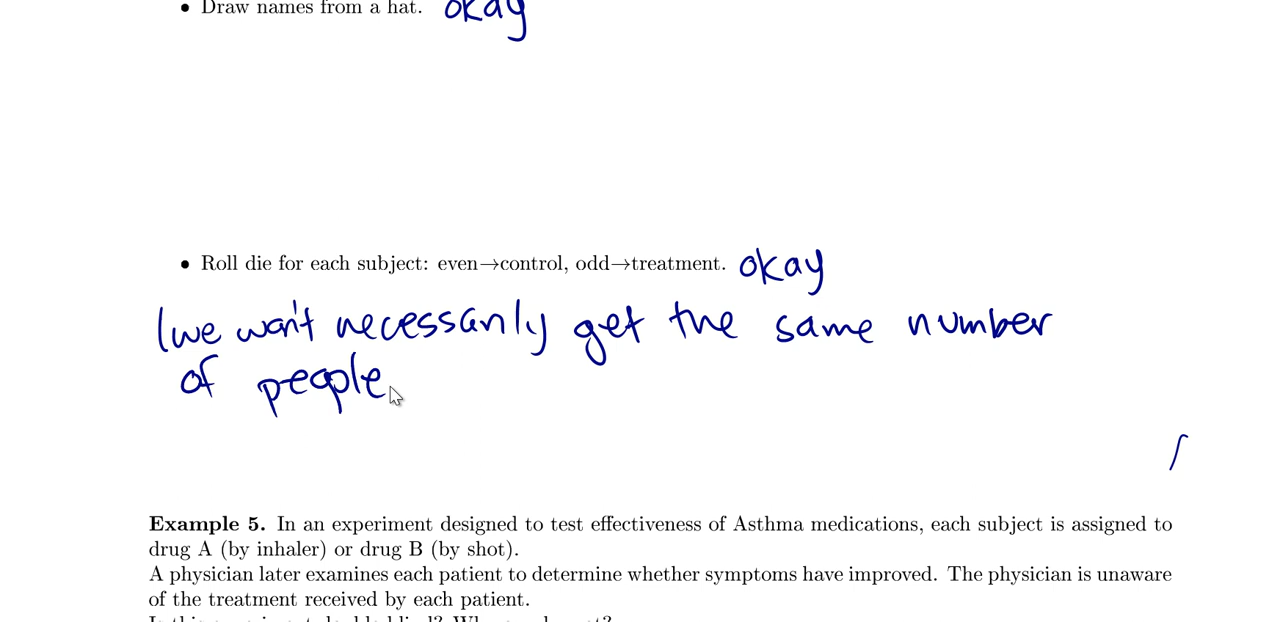 • Draw names from a hat. okay
• Roll die for each subject: even→control, odd→treatment. okay
(we won't necessarily get the same number
of people
Example 5. In an experiment designed to test effectiveness of Asthma medications, each subject is assigned to
drug A (by inhaler) or drug B (by shot).
A physician later examines each patient to determine whether symptoms have improved. The physician is unaware
of the treatment received by each patient.